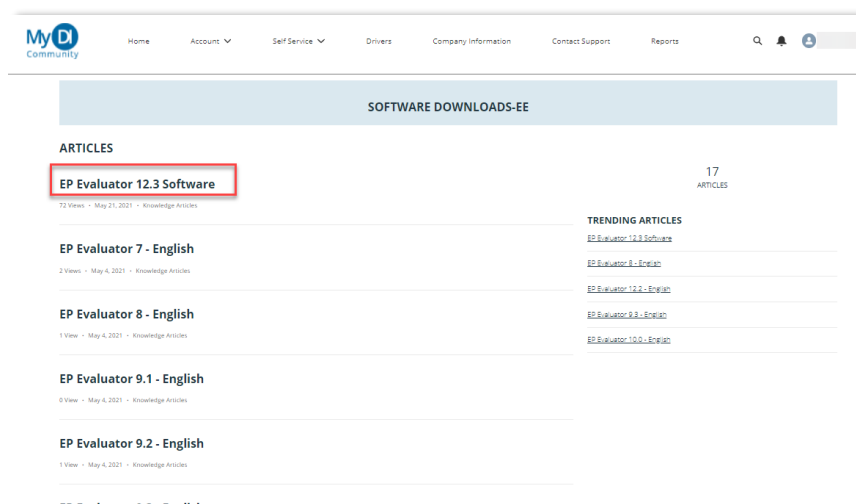 My DI
Community
Home Account Self Service Drivers Company Information Contact Support Reports
SOFTWARE DOWNLOADS-EE
ARTICLES
EP Evaluator 12.3 Software
72 Views • May 21, 2021 • Knowledge Articles
EP Evaluator 7 - English
2 Views • May 4, 2021 • Knowledge Articles
EP Evaluator 8 - English
1 View • May 4, 2021 • Knowledge Articles
EP Evaluator 9.1 - English
0 View • May 4, 2021 • Knowledge Articles
EP Evaluator 9.2 - English
1 View • May 4, 2021 • Knowledge Articles
17
ARTICLES
TRENDING ARTICLES
EP Evaluator 12.3 Software
EP Evaluator 8 - English
EP Evaluator 12.2 - English
EP Evaluator 9.3 - English
EP Evaluator 10.0 - English